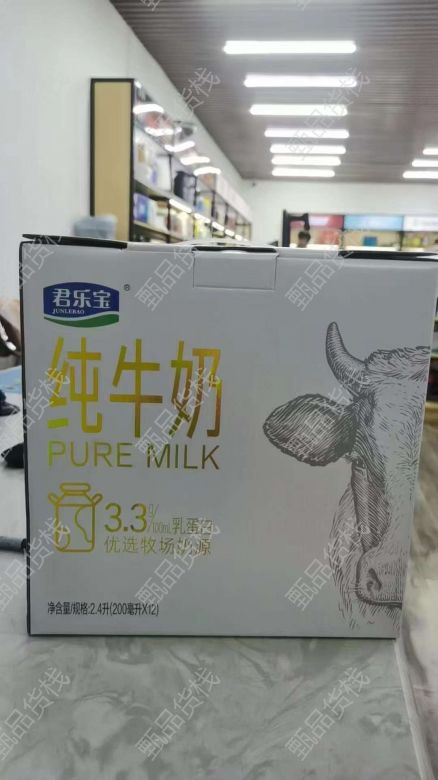 君乐宝
JUNLEBAO
®
纯牛奶
PURE MILK
3.3g/100mL乳蛋白
优选牧场奶源
净含量/规格:2.4升(200毫升X12)
甄品货栈